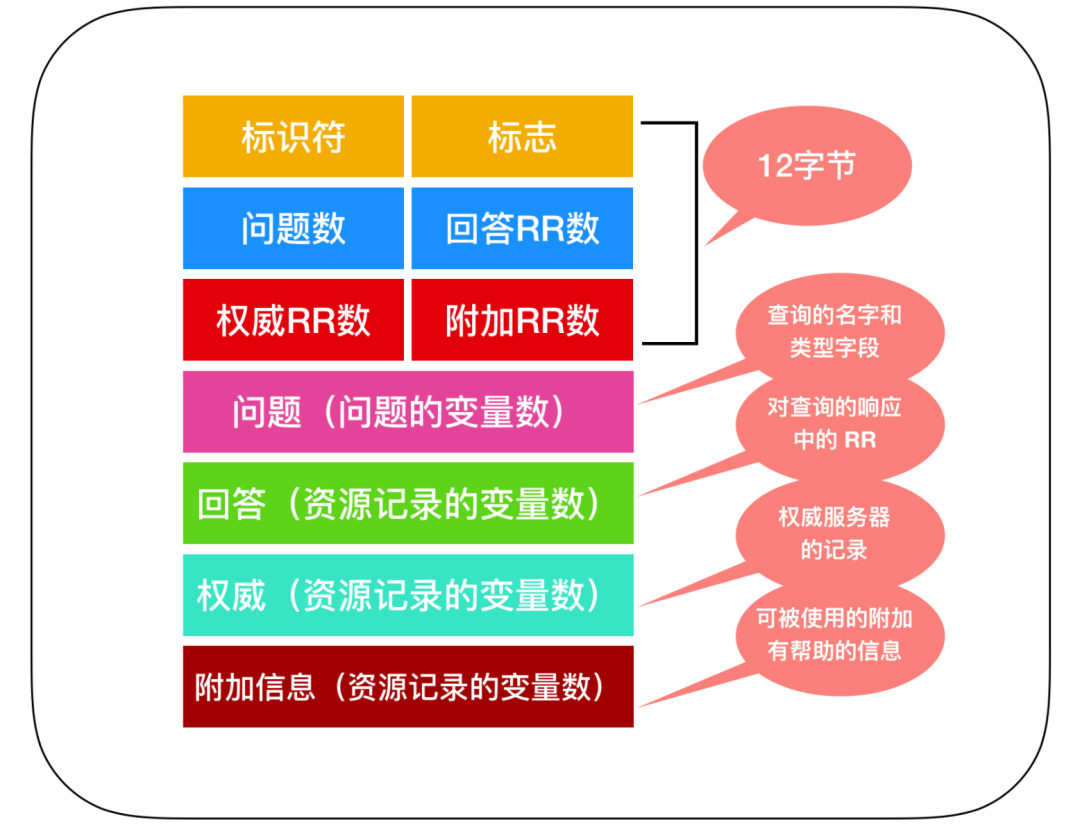 标识符
标志
12字节
问题数
回答RR数
权威RR数
附加RR数
查询的名字和
类型字段
问题（问题的变量数）
对查询的响应
中的 RR
回答（资源记录的变量数）
权威服务器
的记录
权威（资源记录的变量数）
可被使用的附加
有帮助的信息
附加信息（资源记录的变量数）